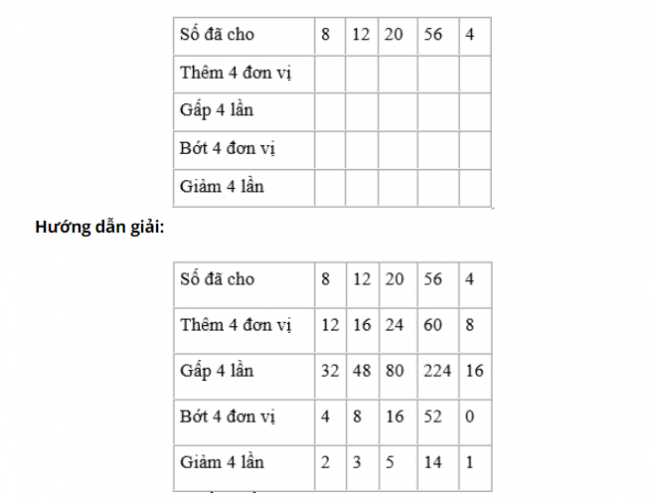 Số đã cho 8 12 20 56 4
Thêm 4 đơn vị
Gấp 4 lần
Bớt 4 đơn vị
Giảm 4 lần
Hướng dẫn giải:
Số đã cho 8 12 20 56 4
Thêm 4 đơn vị 12 16 24 60 8
Gấp 4 lần 32 48 80 224 16
Bớt 4 đơn vị 4 8 16 52 0
Giảm 4 lần 2 3 5 14 1